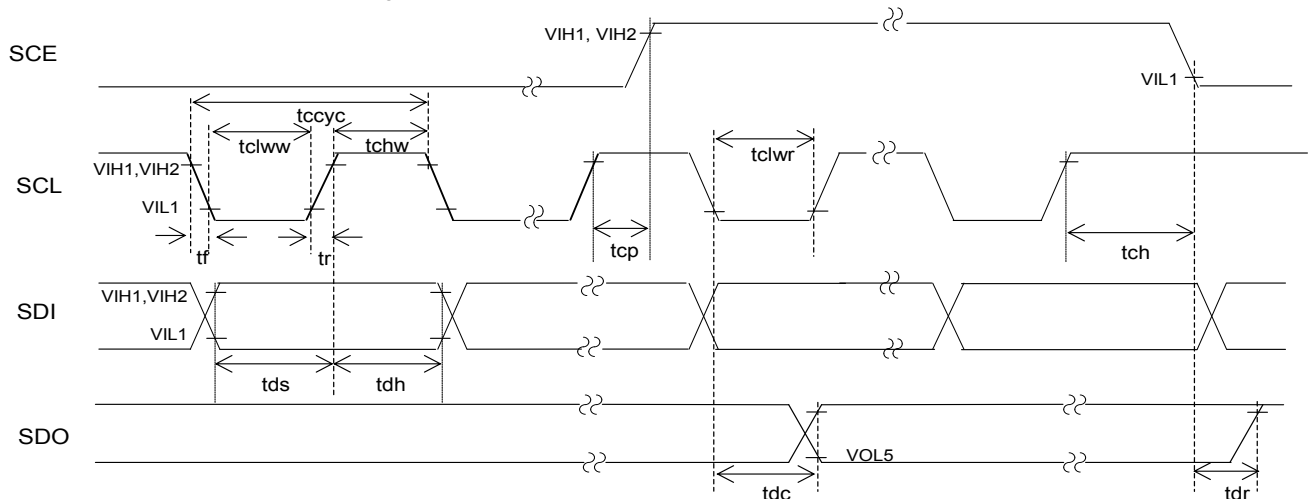 VIH1, VIH2
SCE
VIL1
tccyc
tclww
tchw
tclwr
VIH1,VIH2
SCL
VIL1
tf
tr
tcp
tch
VIH1,VIH2
SDI
VIL1
tds
tdh
SDO
VOL5
tdc
tdr